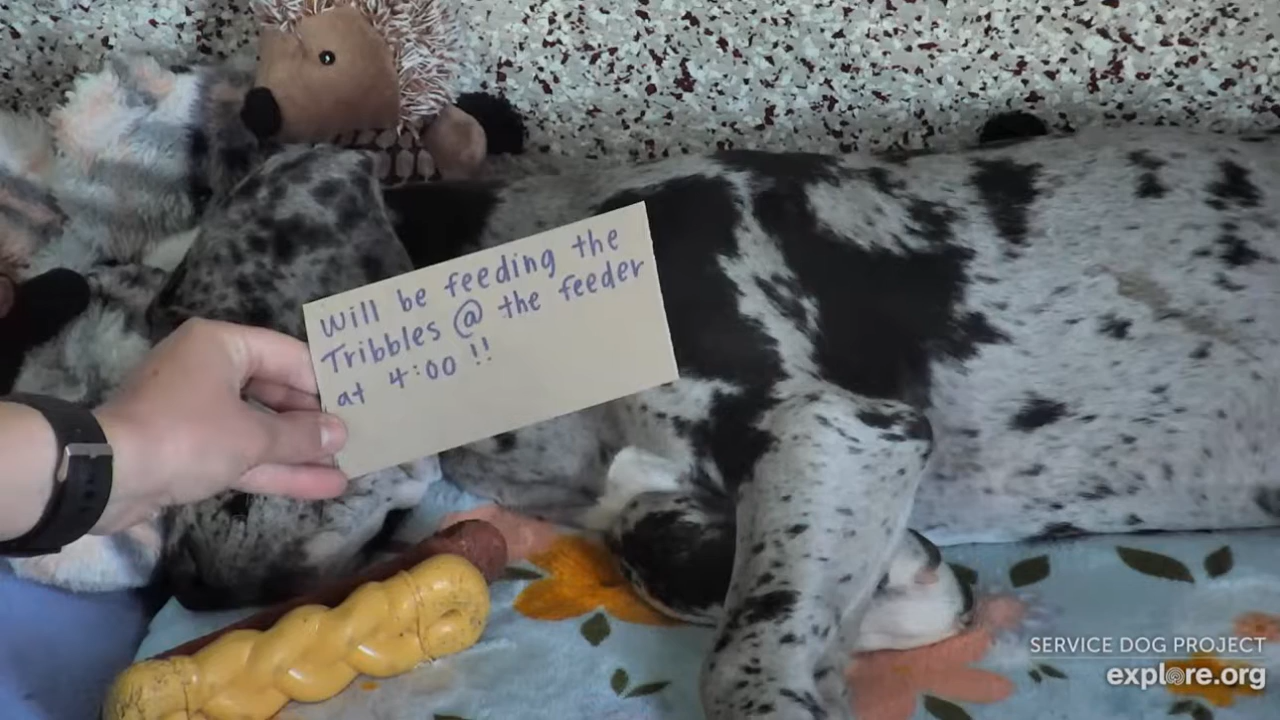 Will be feeding the
Tribbles @ the feeder
at 4:00 !!
SERVICE DOG PROJECT
explore.org